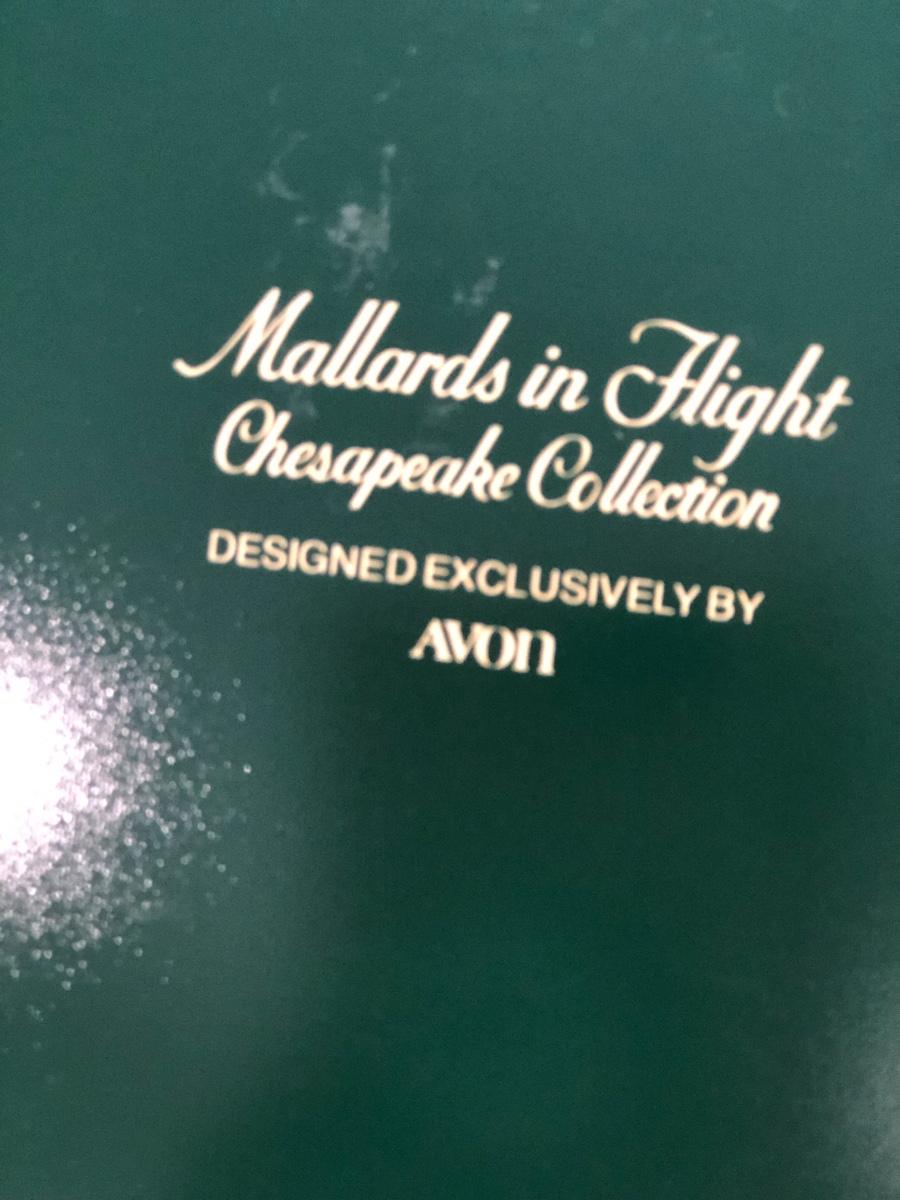 Mallards in Flight
Chesapeake Collection
DESIGNED EXCLUSIVELY BY
AVON